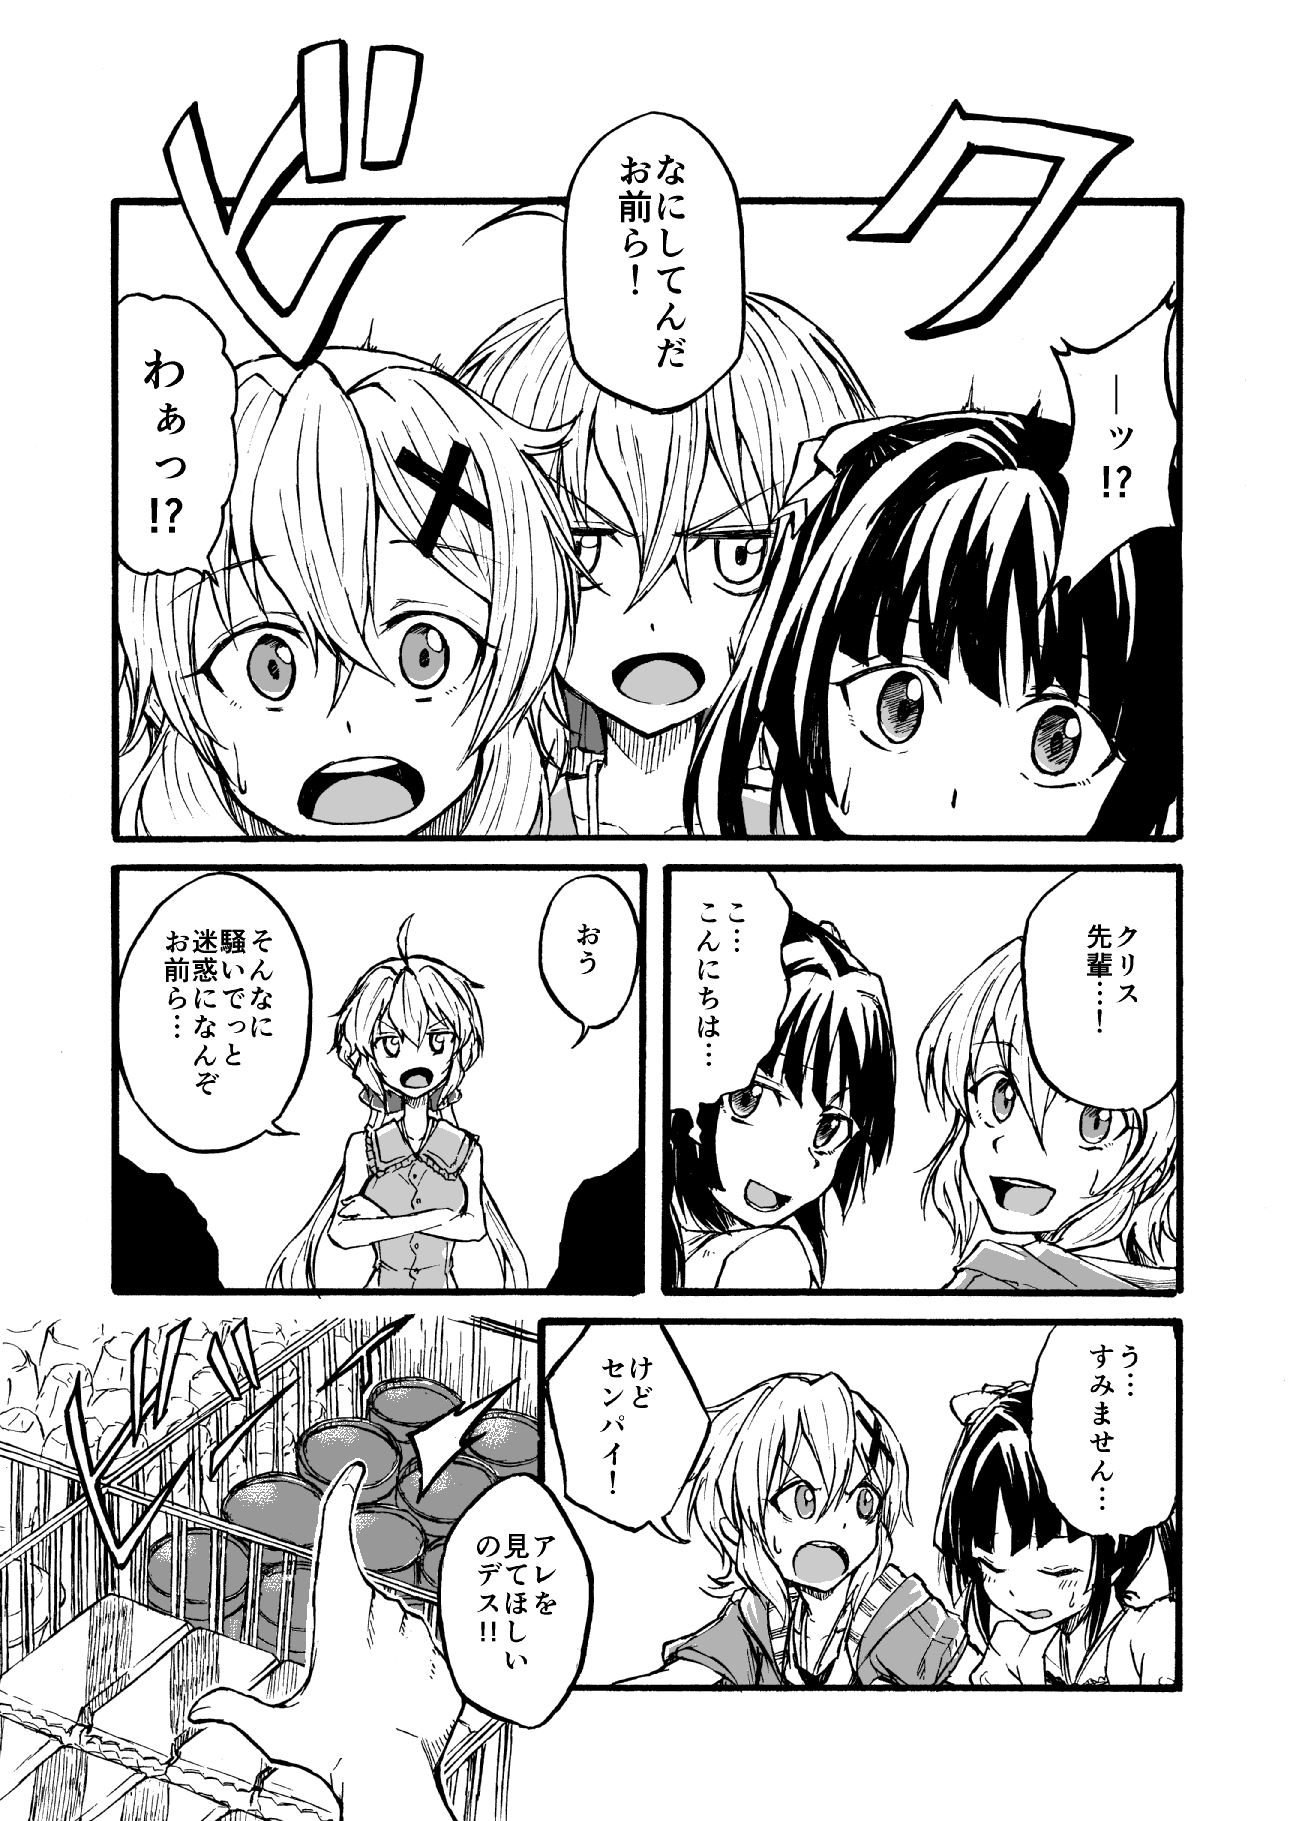 ビクッ
ーッ!?
なにしてんだ
お前ら!
わぁっ!?
クリス
先輩…!
こ…
こんにちは…
おう
そんなに
騒いでっと
迷惑になんぞ
お前ら…
う…
すみません…
けど
センパイ!
アレを
見てほしい
のデス!!
ビシッ